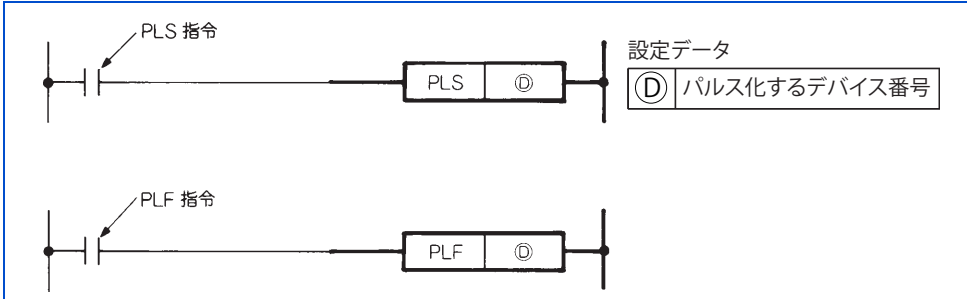 PLS 指令
PLS Ⓓ
設定データ
Ⓓ パルス化するデバイス番号
PLF 指令
PLF Ⓓ